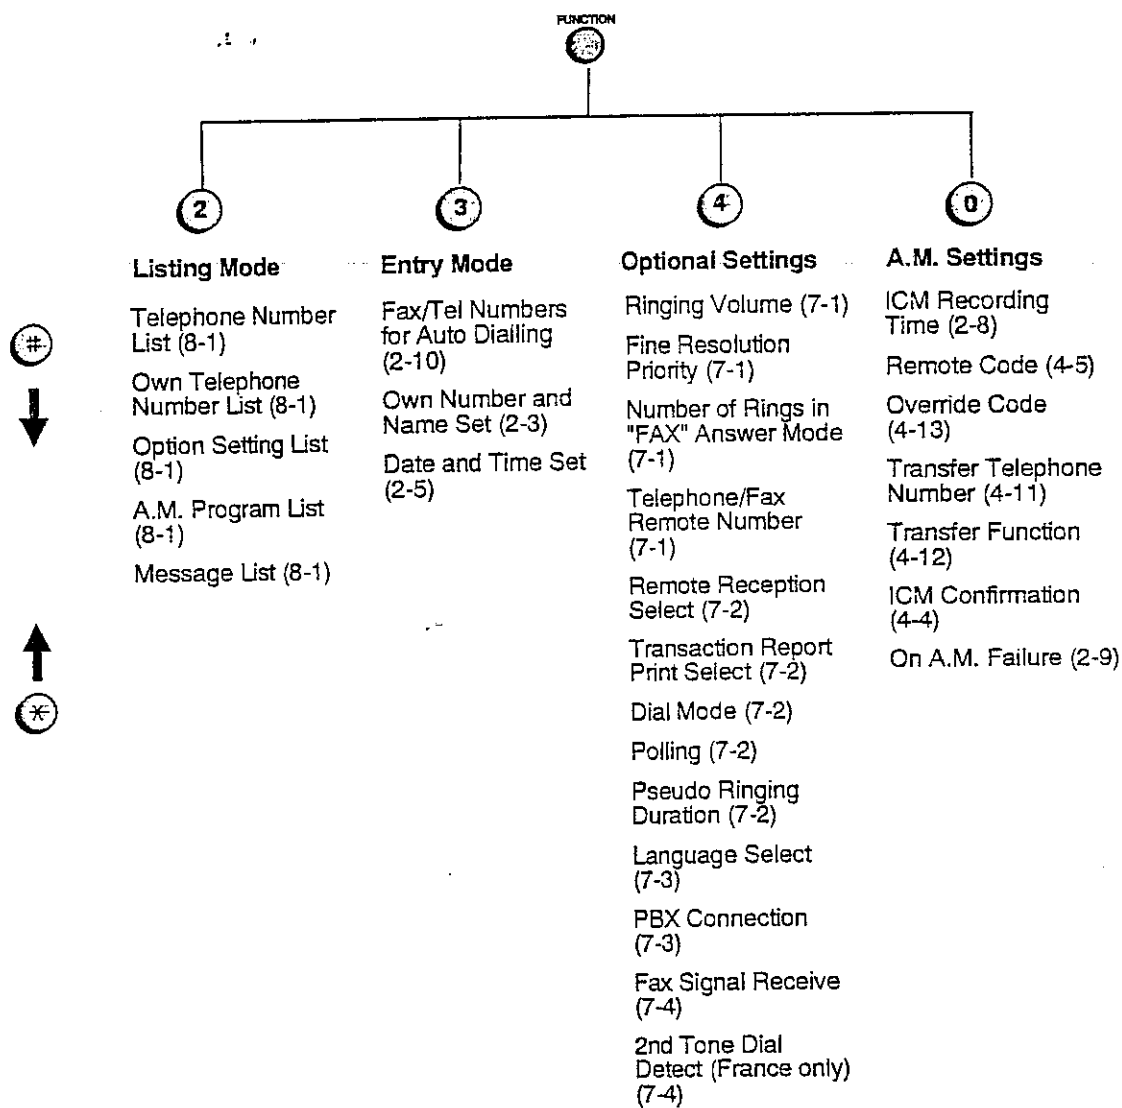 FUNCTION
2
3
4
0
Listing Mode
Telephone Number
List (8-1)
Own Telephone
Number List (8-1)
Option Setting List
(8-1)
A.M. Program List
(8-1)
Message List (8-1)
Entry Mode
Fax/Tel Numbers
for Auto Dialling
(2-10)
Own Number and
Name Set (2-3)
Date and Time Set
(2-5)
Optional Settings
Ringing Volume (7-1)
Fine Resolution
Priority (7-1)
Number of Rings in
"FAX" Answer Mode
(7-1)
Telephone/Fax
Remote Number
(7-1)
Remote Reception
Select (7-2)
Transaction Report
Print Select (7-2)
Dial Mode (7-2)
Polling (7-2)
Pseudo Ringing
Duration (7-2)
Language Select
(7-3)
PBX Connection
(7-3)
Fax Signal Receive
(7-4)
2nd Tone Dial
Detect (France only)
(7-4)
A.M. Settings
ICM Recording
Time (2-8)
Remote Code (4-5)
Override Code
(4-13)
Transfer Telephone
Number (4-11)
Transfer Function
(4-12)
ICM Confirmation
(4-4)
On A.M. Failure (2-9)
#
*